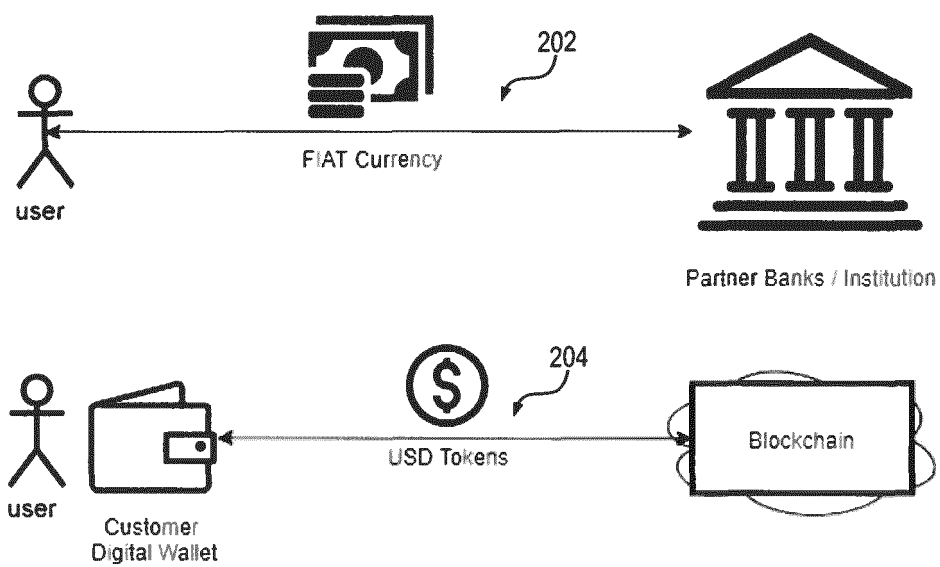 202
FIAT Currency
user
Partner Banks / Institution
$
204
USD Tokens
Blockchain
user
Customer
Digital Wallet